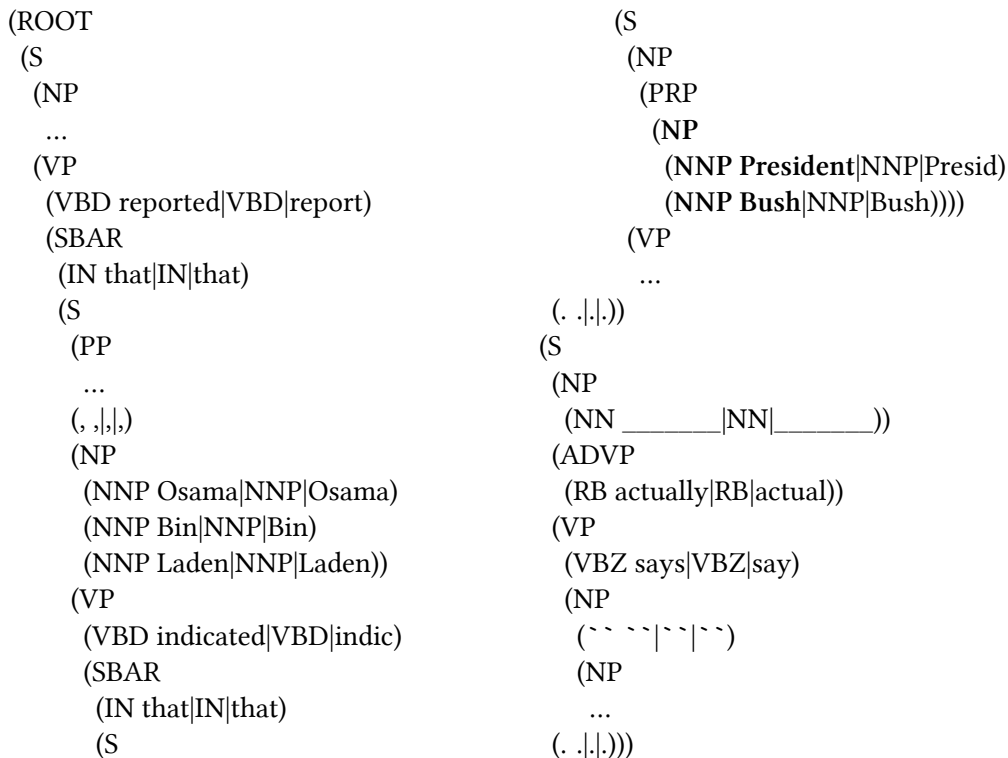 (ROOT
(S
(NP
...
(VP
(VBD reported|VBD|report)
(SBAR
(IN that|IN|that)
(S
(PP
...
(, ,|,|,)
(NP
(NNP Osama|NNP|Osama)
(NNP Bin|NNP|Bin)
(NNP Laden|NNP|Laden))
(VP
(VBD indicated|VBD|indic)
(SBAR
(IN that|IN|that)
(S
(S
(NP
(PRP
(NP
(NNP President|NNP|Presid)
(NNP Bush|NNP|Bush))))
(VP
...
(. .|.|.))
(S
(NP
(NN _______|NN|_______))
(ADVP
(RB actually|RB|actual))
(VP
(VBZ says|VBZ|say)
(NP
(`` ``|``|``)
(NP
...
(. .|.|.)))